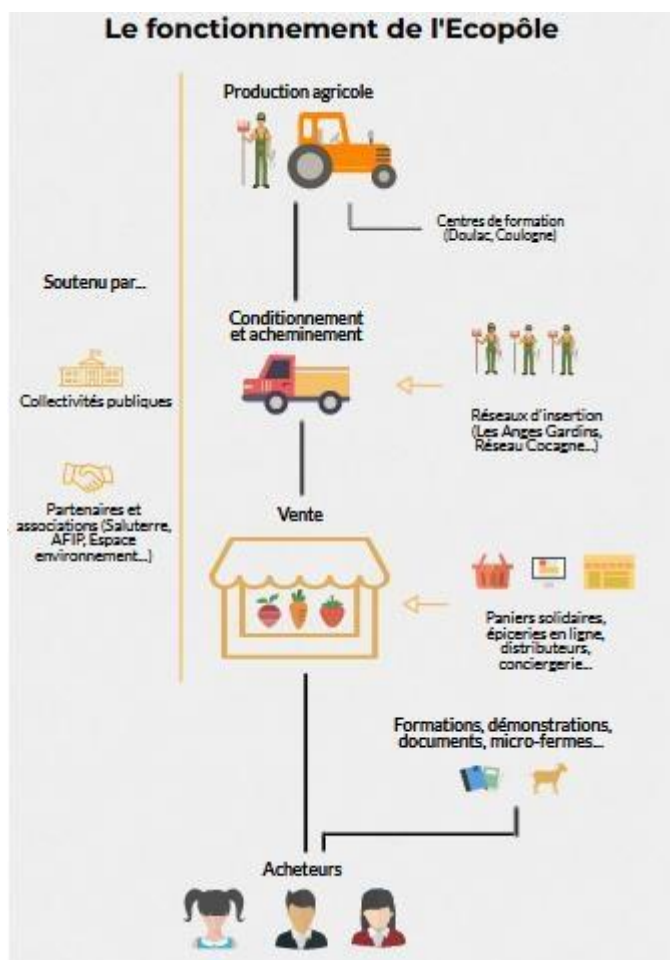 Le fonctionnement de l'Ecopôle
Production agricole
Centres de formation
(Doulac, Coulogne)
Soutenu par...
Collectivités publiques
Partenaires et
associations (Saluterre,
AFIP, Espace
environnement...)
Conditionnement
et acheminement
Réseaux d'insertion
(Les Anges Gardins,
Réseau Cocagne...)
Vente
Paniers solidaires,
épiceries en ligne,
distributeurs,
conciergerie...
Formations, démonstrations,
documents, micro-fermes...
Acheteurs